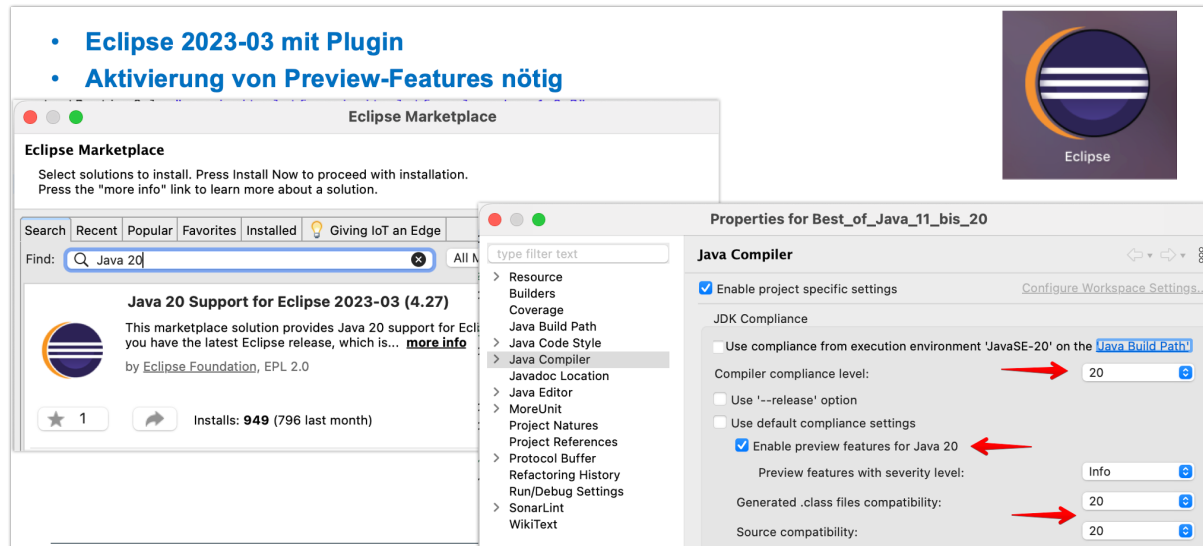 • Eclipse 2023-03 mit Plugin
• Aktivierung von Preview-Features nötig
Eclipse
Eclipse Marketplace
Eclipse Marketplace
Select solutions to install. Press Install Now to proceed with installation.
Press the "more info" link to learn more about a solution.
Search Recent Popular Favorites Installed Giving IoT an Edge
Find: Java 20 All M
Java 20 Support for Eclipse 2023-03 (4.27)
This marketplace solution provides Java 20 support for Ecli
you have the latest Eclipse release, which is... more info
by Eclipse Foundation, EPL 2.0
1 Installs: 949 (796 last month)
Properties for Best_of_Java_11_bis_20
type filter text
Resource
Builders
Coverage
Java Build Path
Java Code Style
Java Compiler
Javadoc Location
Java Editor
MoreUnit
Project Natures
Project References
Protocol Buffer
Refactoring History
Run/Debug Settings
SonarLint
WikiText
Java Compiler
Enable project specific settings Configure Workspace Settings..
JDK Compliance
Use compliance from execution environment 'JavaSE-20' on the 'Java Build Path'
Compiler compliance level: 20
Use '--release' option
Use default compliance settings
Enable preview features for Java 20
Preview features with severity level: Info
Generated .class files compatibility: 20
Source compatibility: 20